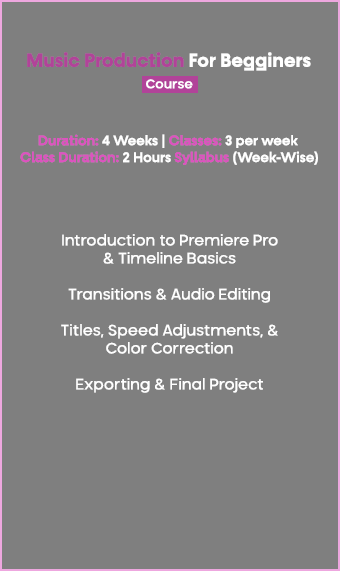 Music Production For Begginers
Course
Duration: 4 Weeks | Classes: 3 per week
Class Duration: 2 Hours Syllabus (Week-Wise)
Introduction to Premiere Pro
& Timeline Basics
Transitions & Audio Editing
Titles, Speed Adjustments, &
Color Correction
Exporting & Final Project